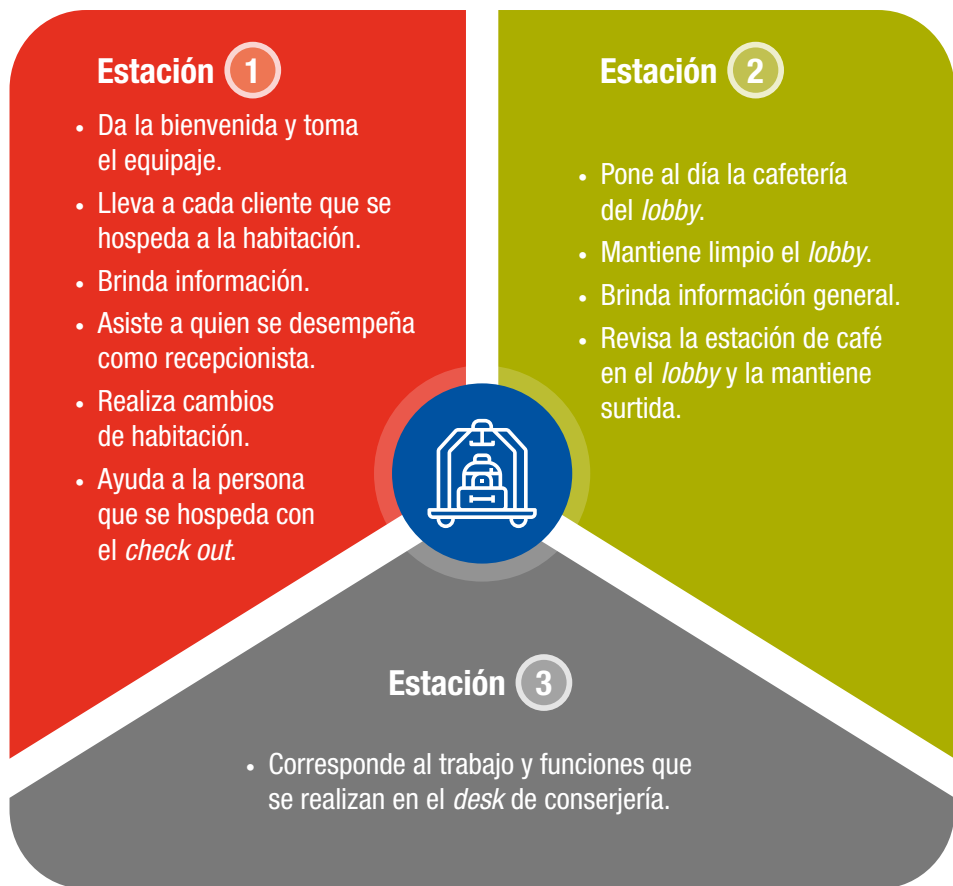 Estación 1
• Da la bienvenida y toma
el equipaje.
• Lleva a cada cliente que se
hospeda a la habitación.
• Brinda información.
• Asiste a quien se desempeña
como recepcionista.
• Realiza cambios
de habitación.
• Ayuda a la persona
que se hospeda con
el check out.
Estación 2
• Pone al día la cafetería
del lobby.
• Mantiene limpio el lobby.
• Brinda información general.
• Revisa la estación de café
en el lobby y la mantiene
surtida.
Estación 3
• Corresponde al trabajo y funciones que
se realizan en el desk de conserjería.